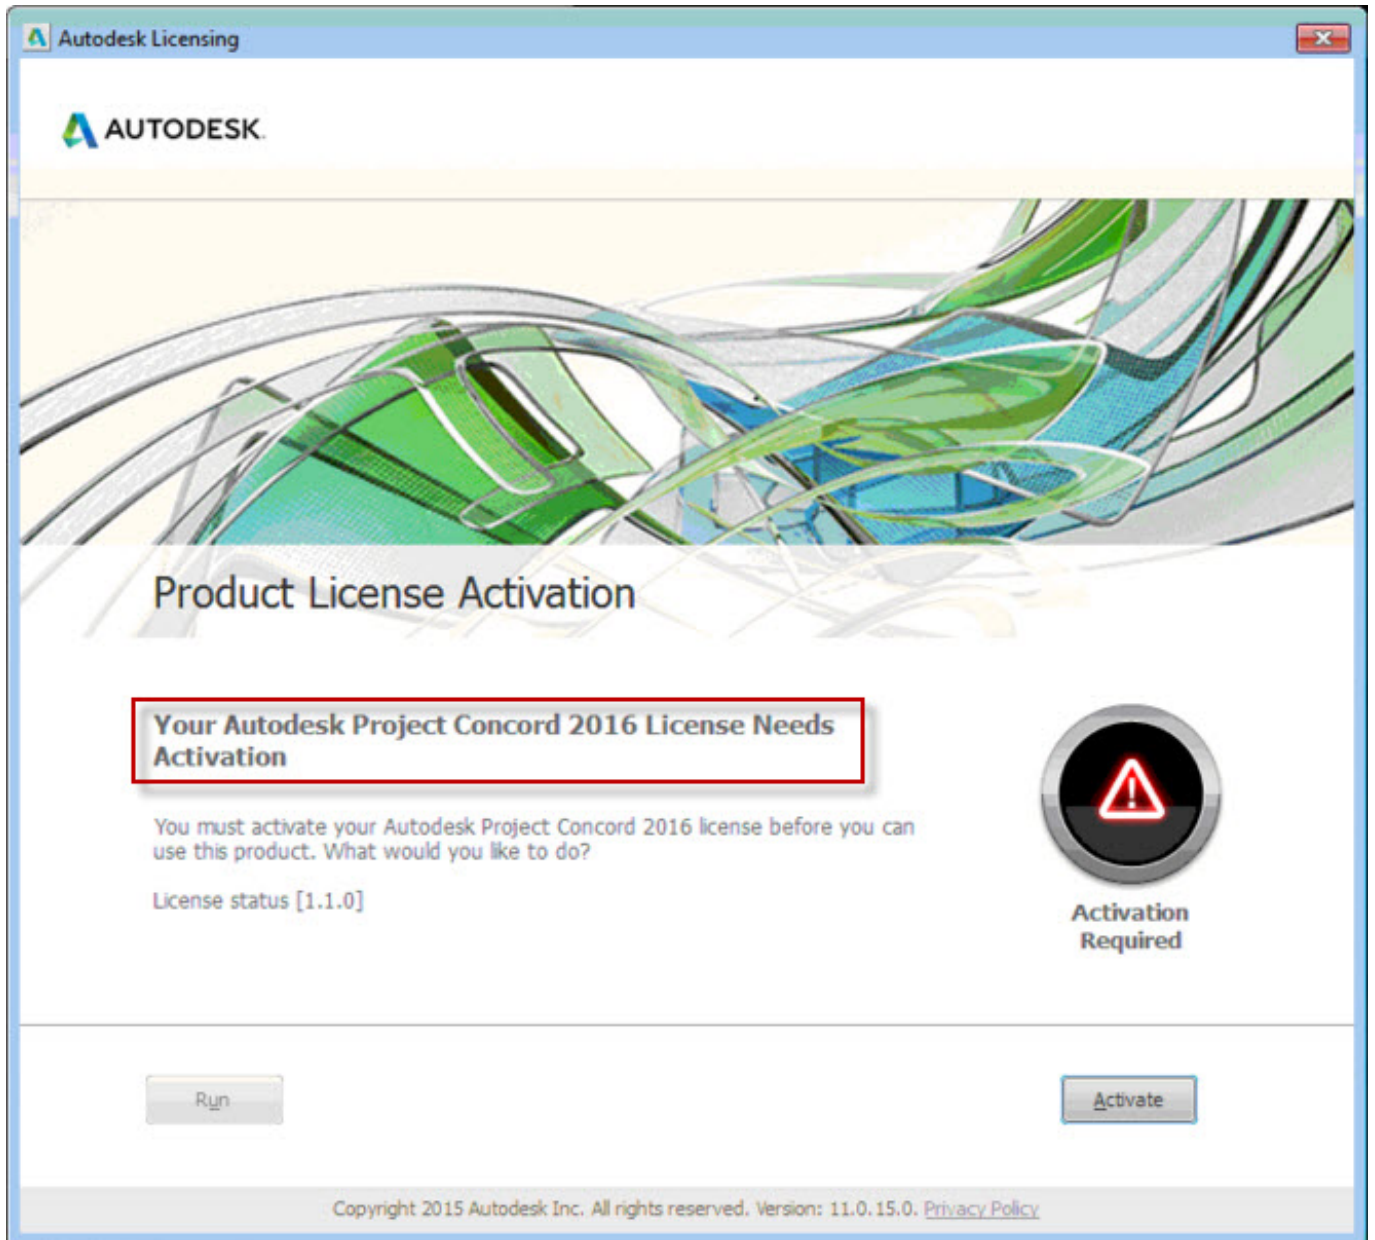 Autodesk Licensing
AUTODESK.
Product License Activation
Your Autodesk Project Concord 2016 License Needs
Activation
You must activate your Autodesk Project Concord 2016 license before you can
use this product. What would you like to do?
License status [1.1.0]
Activation
Required
Run
Activate
Copyright 2015 Autodesk Inc. All rights reserved. Version: 11.0.15.0. Privacy Policy